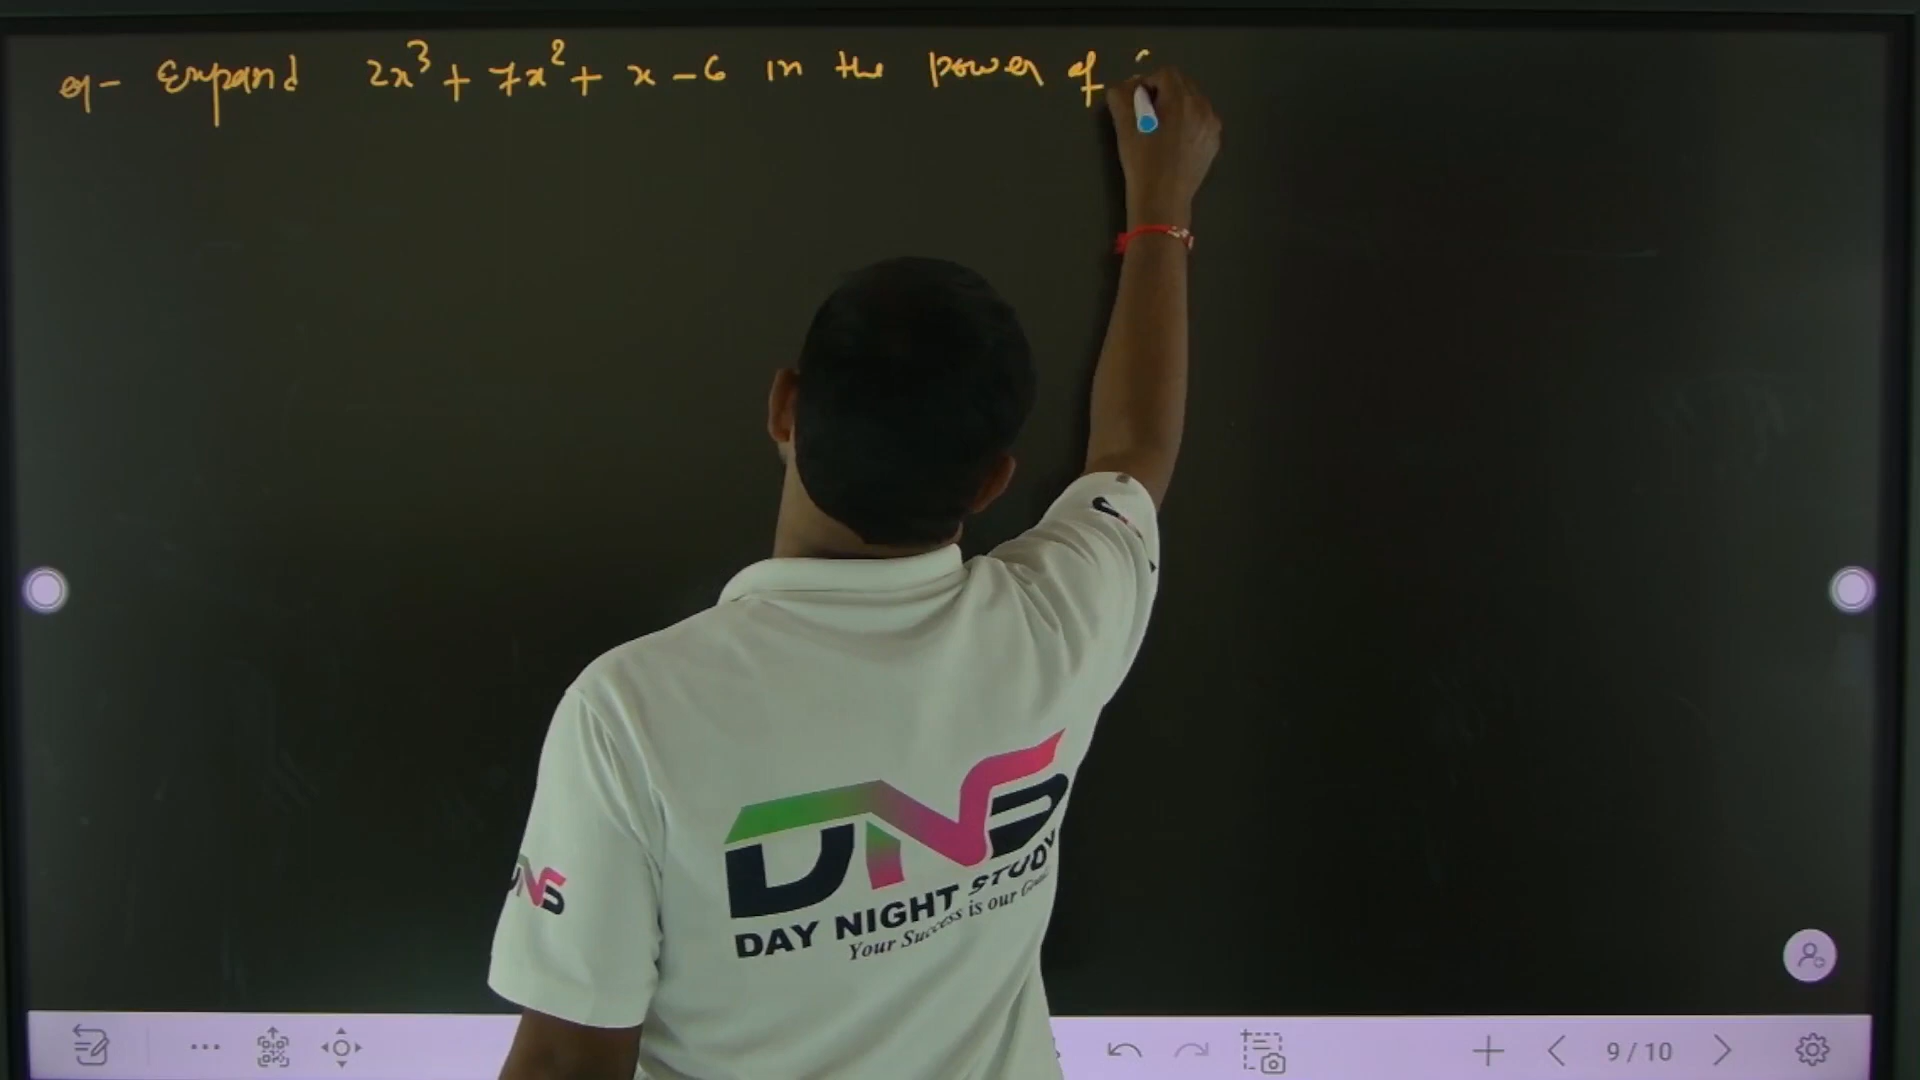 eg- Expand 2x³ + 7x² + x - 6 in the power of
DNS
DAY NIGHT STUDY
Your Success is our Goal
DNS
9/10